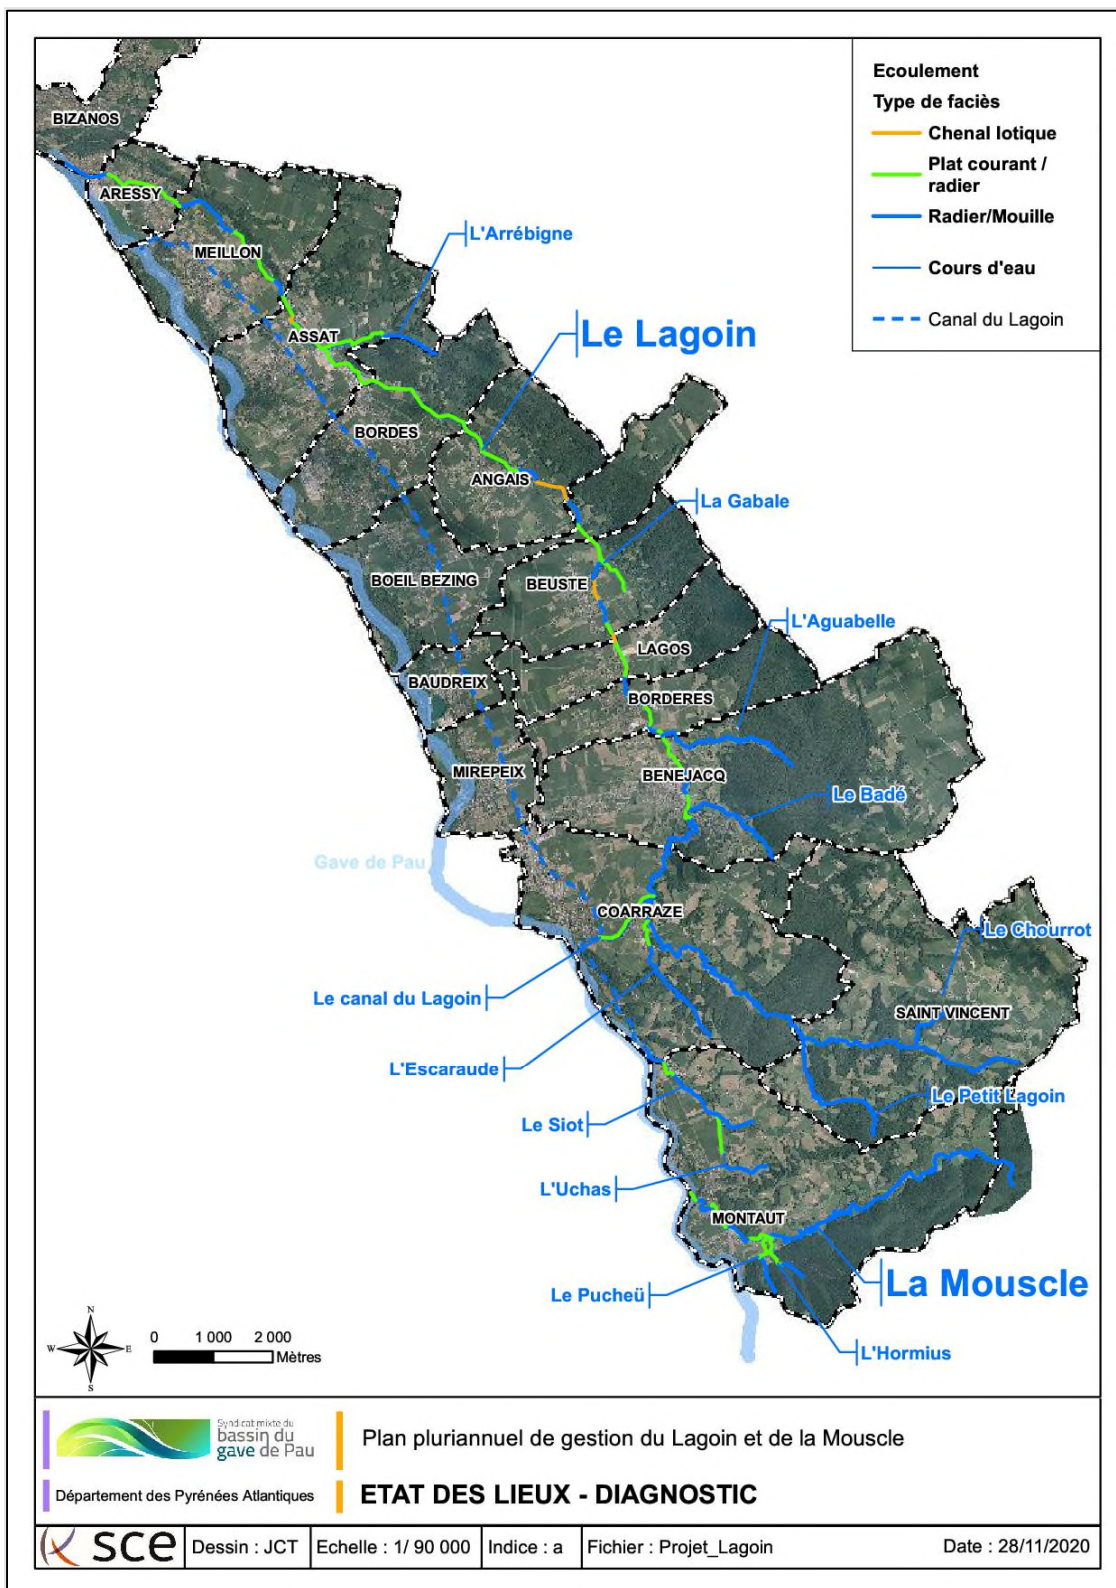 Ecoulement
Type de faciès
Chenal lotique
Plat courant /
radier
Radier/Mouille
Cours d'eau
Canal du Lagoin
BIZANOS
ARESSY
MEILLON
L'Arrébigne
ASSAT
Le Lagoin
BORDES
ANGAIS
La Gabale
BOEIL BEZING
BEUSTE
L'Aguabelle
LAGOS
BAUDREIX
BORDERES
MIREPEIX
BENEJACQ
Le Badé
Gave de Pau
COARRAZE
Le Chourrot
Le canal du Lagoin
SAINT VINCENT
L'Escaraude
Le Petit Lagoin
Le Siot
L'Uchas
MONTAUT
La Mouscle
Le Pucheü
L'Hormius
N
W
E
S
0 1 000 2 000
Mètres
Syndicat mixte du
bassin du
gave de Pau
Département des Pyrénées Atlantiques
Plan pluriannuel de gestion du Lagoin et de la Mouscle
ETAT DES LIEUX - DIAGNOSTIC
sce
Dessin : JCT
Echelle : 1/ 90 000
Indice : a
Fichier : Projet_Lagoin
Date : 28/11/2020